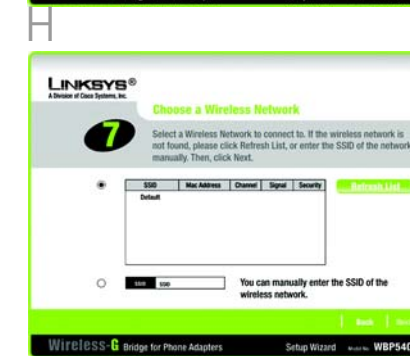 H
LINKSYS®
A Division of Cisco Systems, Inc.
Choose a Wireless Network
7
Select a Wireless Network to connect to. If the wireless network is
not found, please click Refresh List, or enter the SSID of the network
manually. Then, click Next.
SSID Mac Address Channel Signal Security
Refresh List
Default
SSID SSID
You can manually enter the SSID of the
wireless network.
Back
Wireless-G Bridge for Phone Adapters Setup Wizard WBP54G